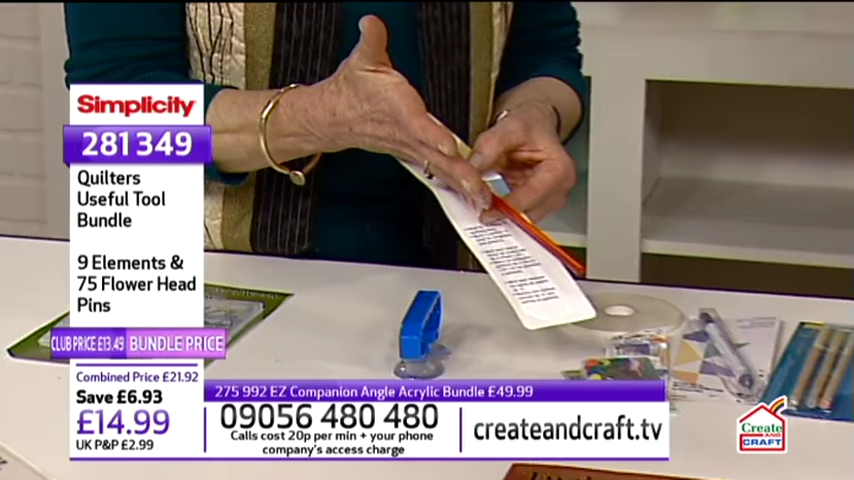 Simplicity
281349
Quilters
Useful Tool
Bundle
9 Elements &
75 Flower Head
Pins
CLUB PRICE £13.49 BUNDLE PRICE
Combined Price £21.92
Save £6.93
£14.99
UK P&P £2.99
275 992 EZ Companion Angle Acrylic Bundle £49.99
09056 480 480
Calls cost 20p per min + your phone
company's access charge
createandcraft.tv
Create
AND
CRAFT